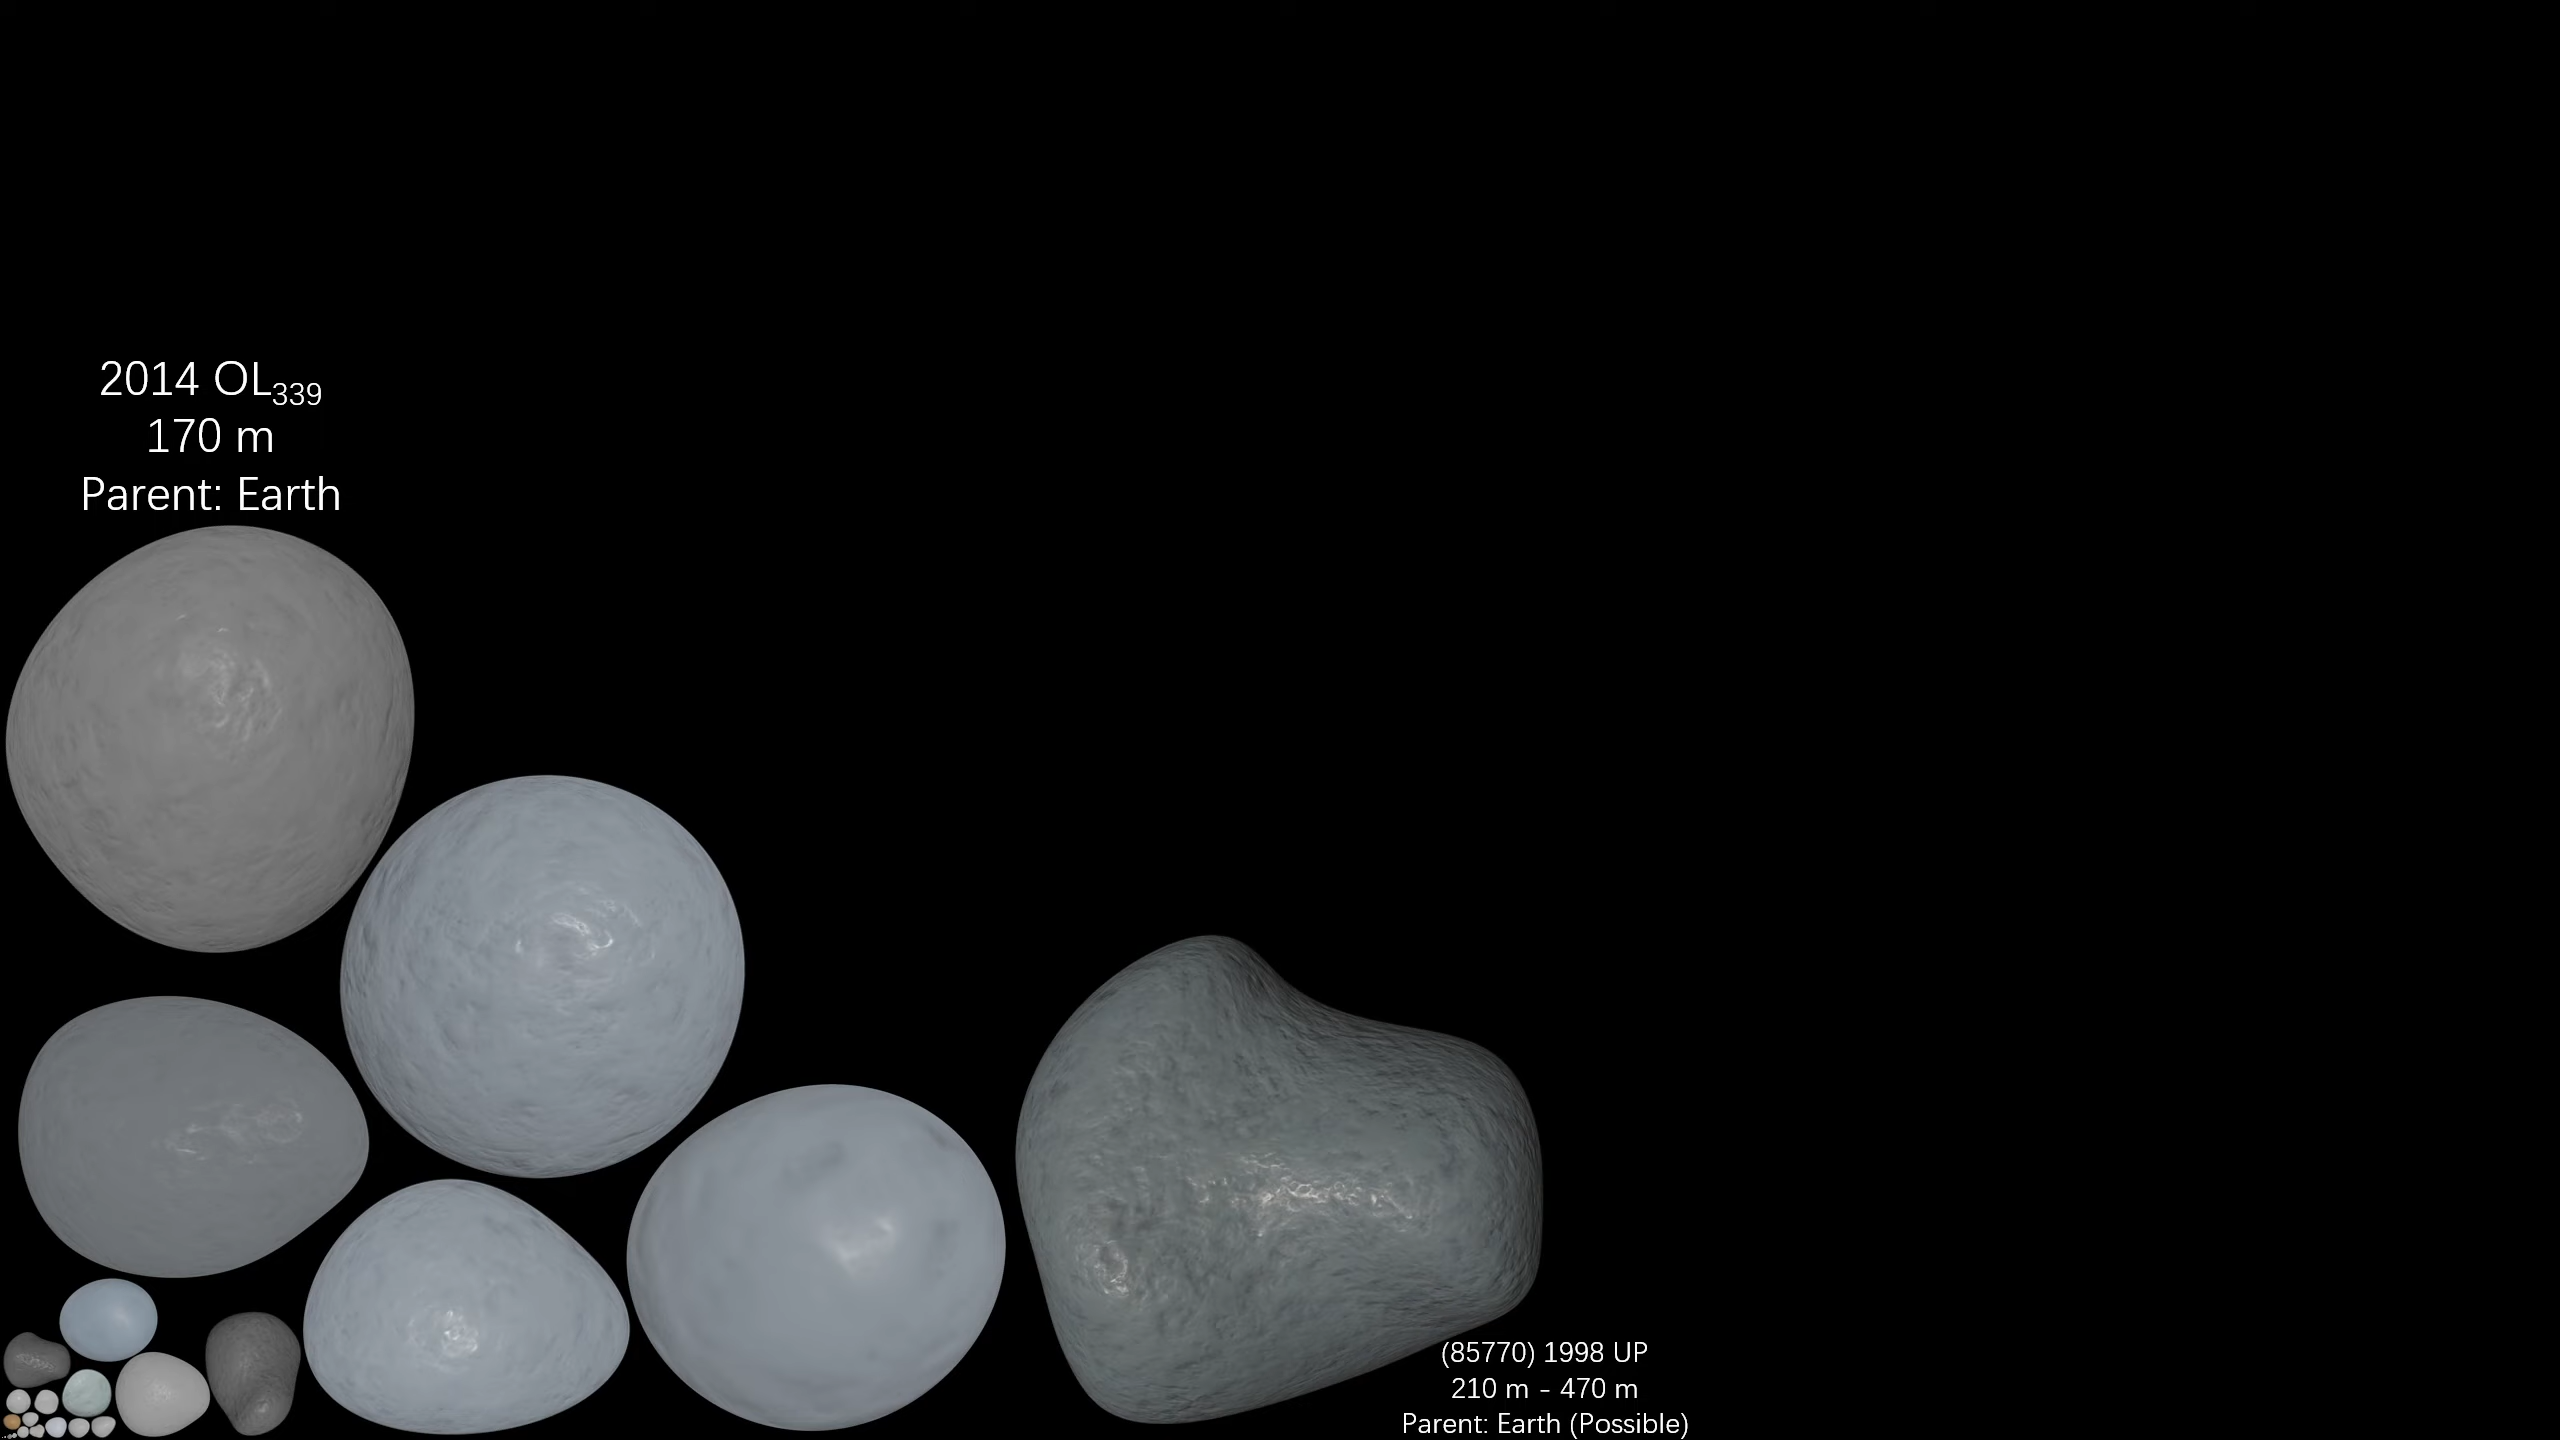 2014 OL₃₃₉
170 m
Parent: Earth
(85770) 1998 UP
210 m - 470 m
Parent: Earth (Possible)